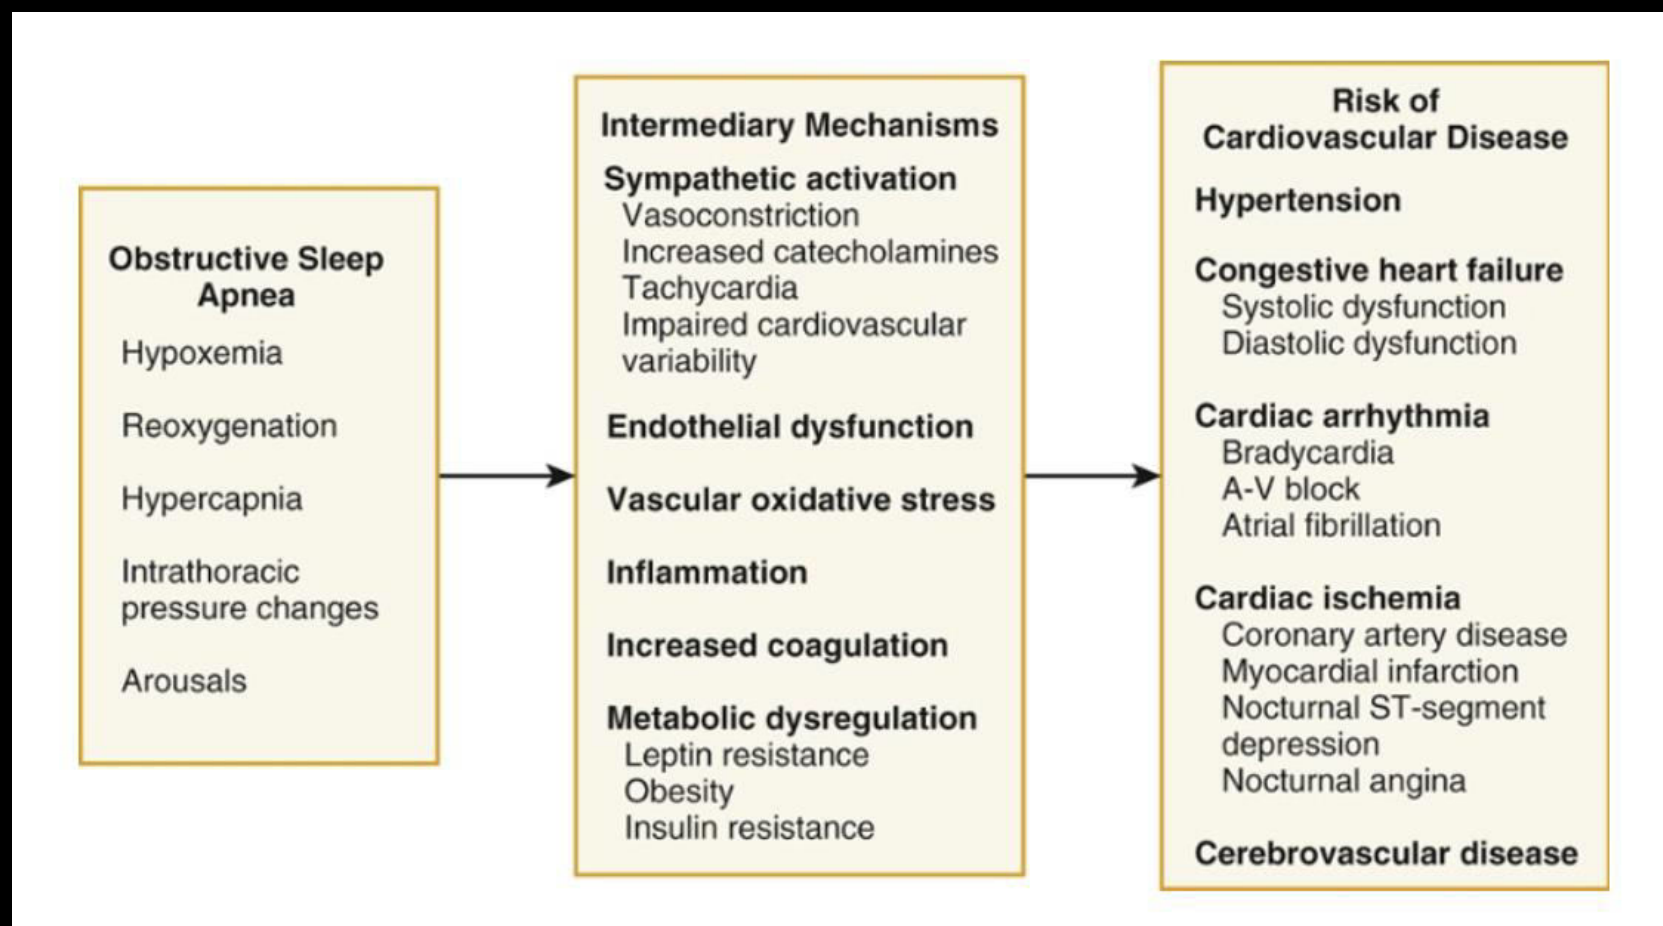 Obstructive Sleep
Apnea
Hypoxemia
Reoxygenation
Hypercapnia
Intrathoracic
pressure changes
Arousals
Intermediary Mechanisms
Sympathetic activation
Vasoconstriction
Increased catecholamines
Tachycardia
Impaired cardiovascular
variability
Endothelial dysfunction
Vascular oxidative stress
Inflammation
Increased coagulation
Metabolic dysregulation
Leptin resistance
Obesity
Insulin resistance
Risk of
Cardiovascular Disease
Hypertension
Congestive heart failure
Systolic dysfunction
Diastolic dysfunction
Cardiac arrhythmia
Bradycardia
A-V block
Atrial fibrillation
Cardiac ischemia
Coronary artery disease
Myocardial infarction
Nocturnal ST-segment
depression
Nocturnal angina
Cerebrovascular disease